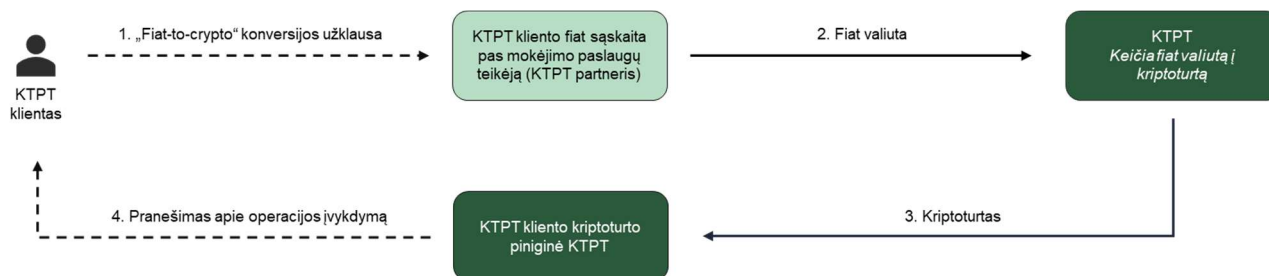 1. „Fiat-to-crypto“ konversijos užklausa
KTPT kliento fiat sąskaita
pas mokėjimo paslaugų
teikėją (KTPT partneris)
2. Fiat valiuta
KTPT
Keičia fiat valiutą į
kriptoturtą
KTPT
klientas
4. Pranešimas apie operacijos įvykdymą
KTPT kliento kriptoturto
piniginė KTPT
3. Kriptoturtas